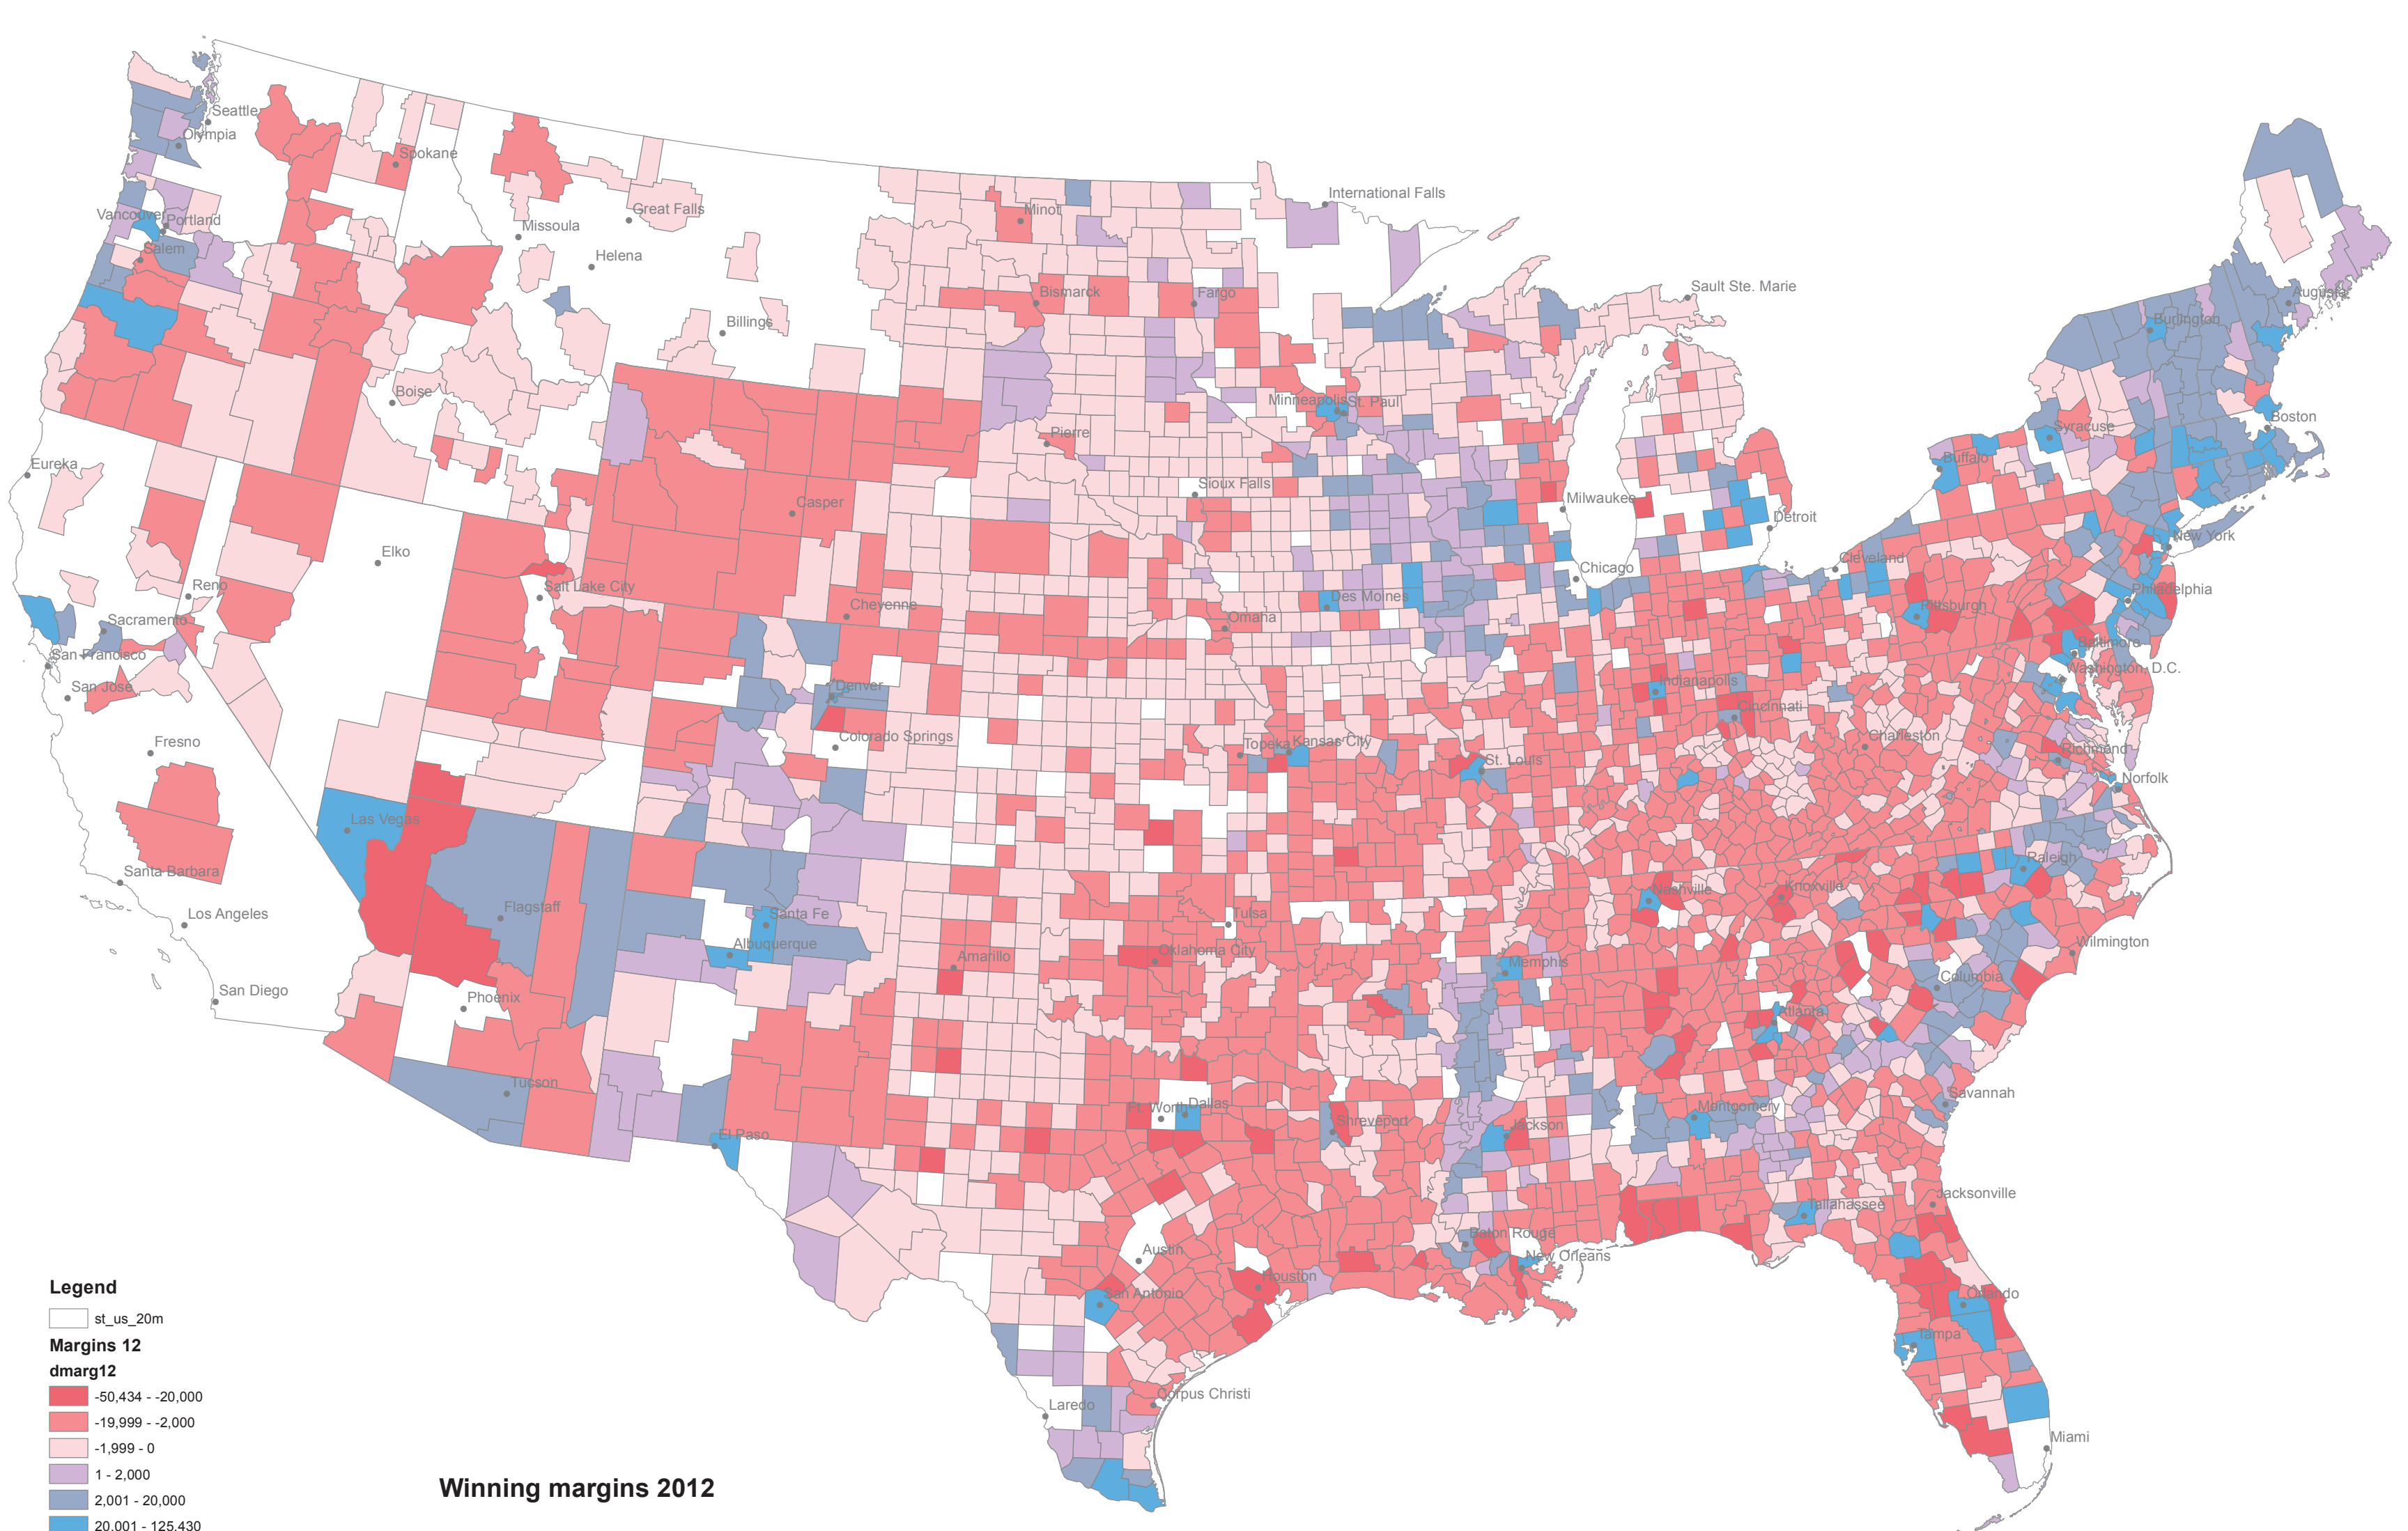 Seattle
Olympia
Spokane
Vancouver
Portland
Salem
Missoula
Great Falls
Helena
Minot
International Falls
Bismarck
Fargo
Sault Ste. Marie
Augusta
Burlington
Billings
Boise
Pierre
Minneapolis
St. Paul
Boston
Syracuse
Buffalo
Eureka
Casper
Sioux Falls
Milwaukee
Detroit
New York
Elko
Reno
Salt Lake City
Cheyenne
Omaha
Des Moines
Chicago
Cleveland
Pittsburgh
Philadelphia
Sacramento
San Francisco
San Jose
Denver
Colorado Springs
Topeka
Kansas City
St. Louis
Indianapolis
Cincinnati
Charleston
Baltimore
Washington, D.C.
Richmond
Norfolk
Fresno
Las Vegas
Santa Barbara
Los Angeles
San Diego
Flagstaff
Phoenix
Tucson
Santa Fe
Albuquerque
Amarillo
Oklahoma City
Tulsa
Memphis
Nashville
Knoxville
Raleigh
Wilmington
Columbia
Atlanta
Savannah
Montgomery
El Paso
Ft. Worth
Dallas
Shreveport
Jackson
Tallahassee
Jacksonville
Baton Rouge
New Orleans
Austin
Houston
San Antonio
Orlando
Tampa
Laredo
Corpus Christi
Miami
Legend
st_us_20m
Margins 12
dmarg12
-50,434 - -20,000
-19,999 - -2,000
-1,999 - 0
1 - 2,000
2,001 - 20,000
20,001 - 125,430
Winning margins 2012